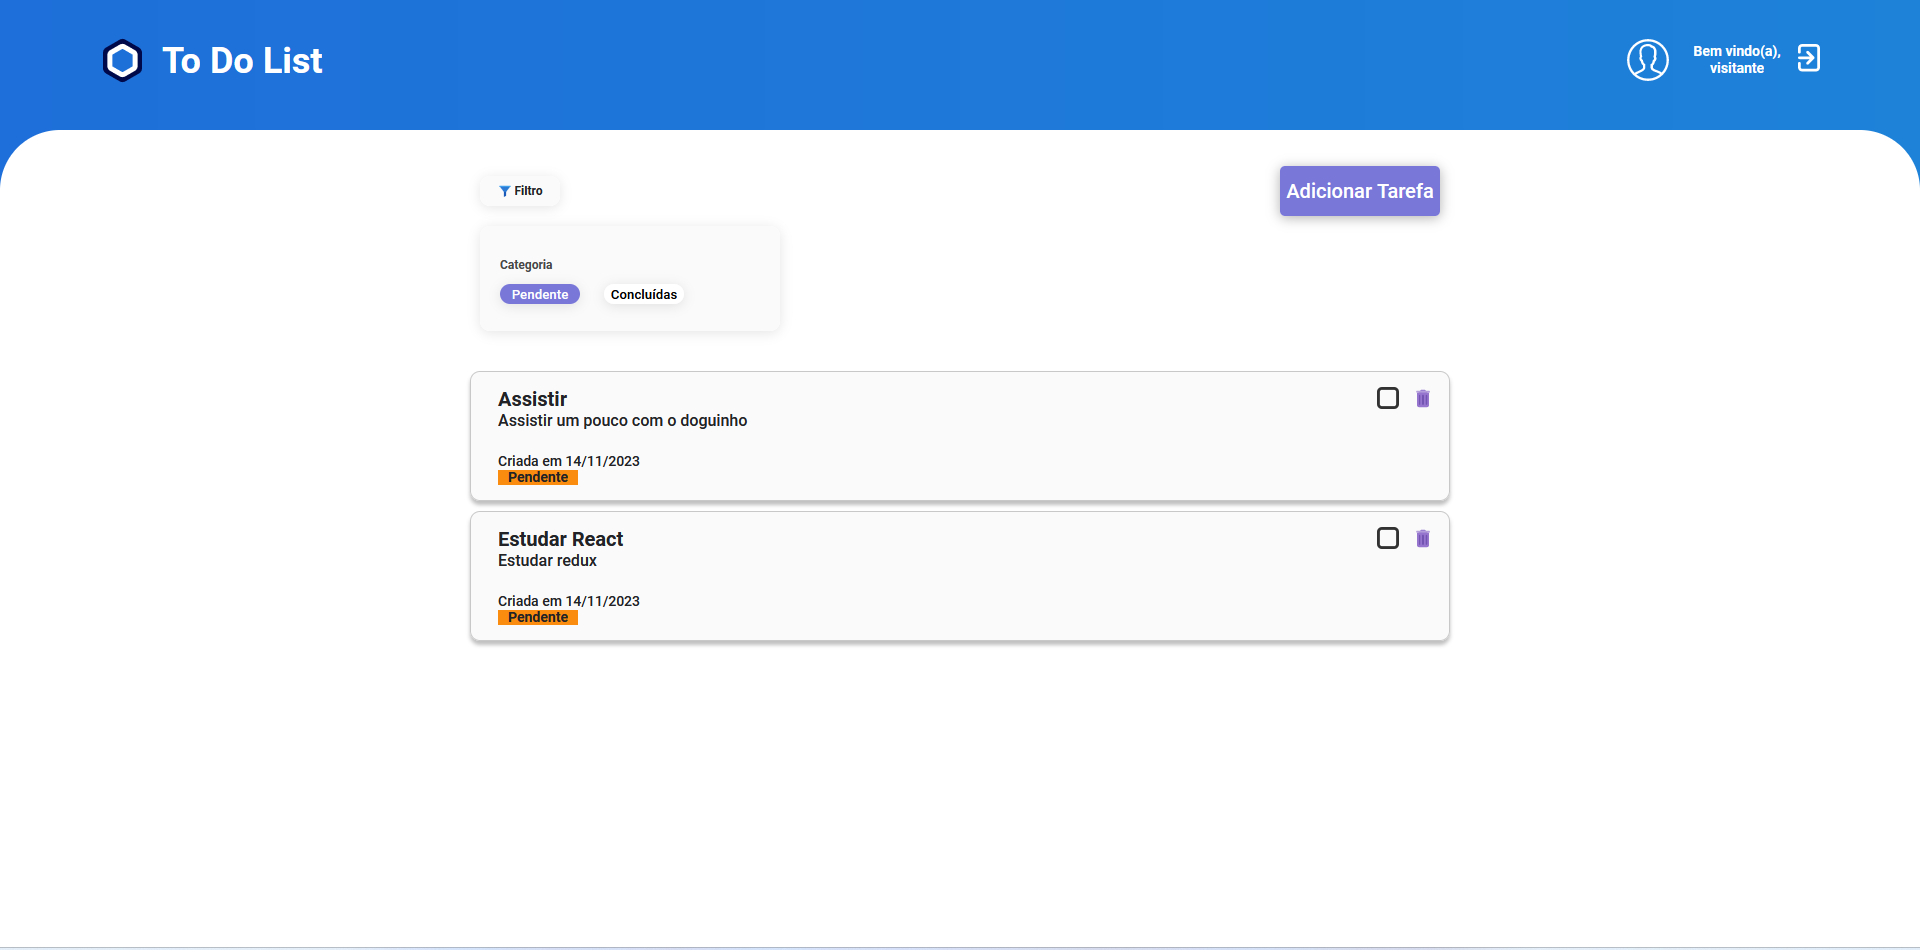 To Do List
Bem vindo(a),
visitante
Filtro
Adicionar Tarefa
Categoria
Pendente
Concluídas
Assistir
Assistir um pouco com o doguinho
Criada em 14/11/2023
Pendente
Estudar React
Estudar redux
Criada em 14/11/2023
Pendente